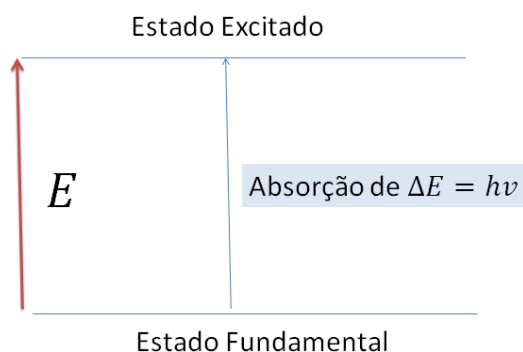 Estado Excitado
E
Absorção de ΔE = hv
Estado Fundamental